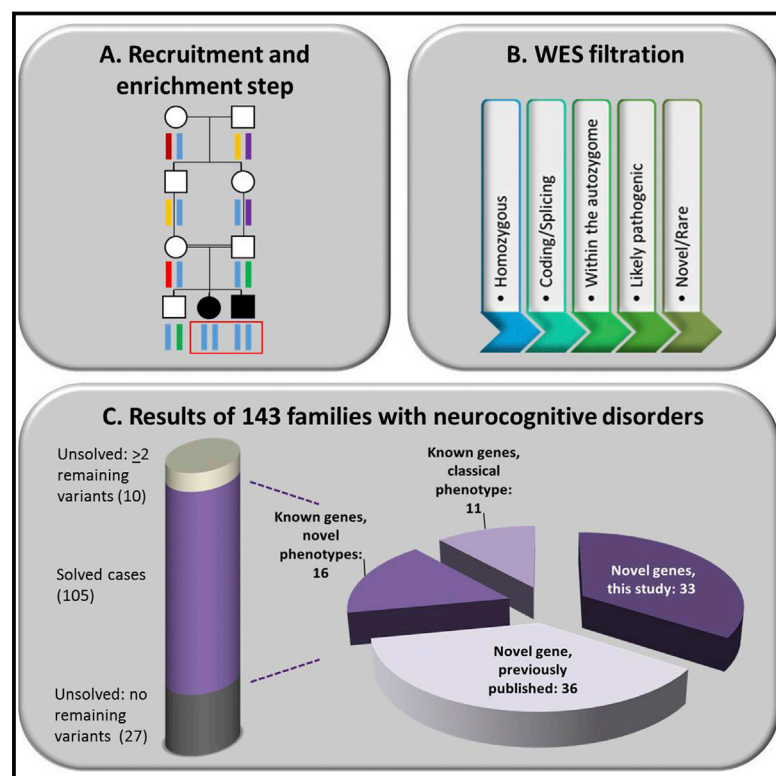 A. Recruitment and
enrichment step
B. WES filtration
• Homozygous
• Coding/Splicing
• Within the autozygome
• Likely pathogenic
• Novel/Rare
C. Results of 143 families with neurocognitive disorders
Unsolved: ≥2
remaining
variants (10)
Solved cases
(105)
Unsolved: no
remaining
variants (27)
Known genes,
novel
phenotypes:
16
Known genes,
classical
phenotype:
11
Novel genes,
this study: 33
Novel gene,
previously
published: 36